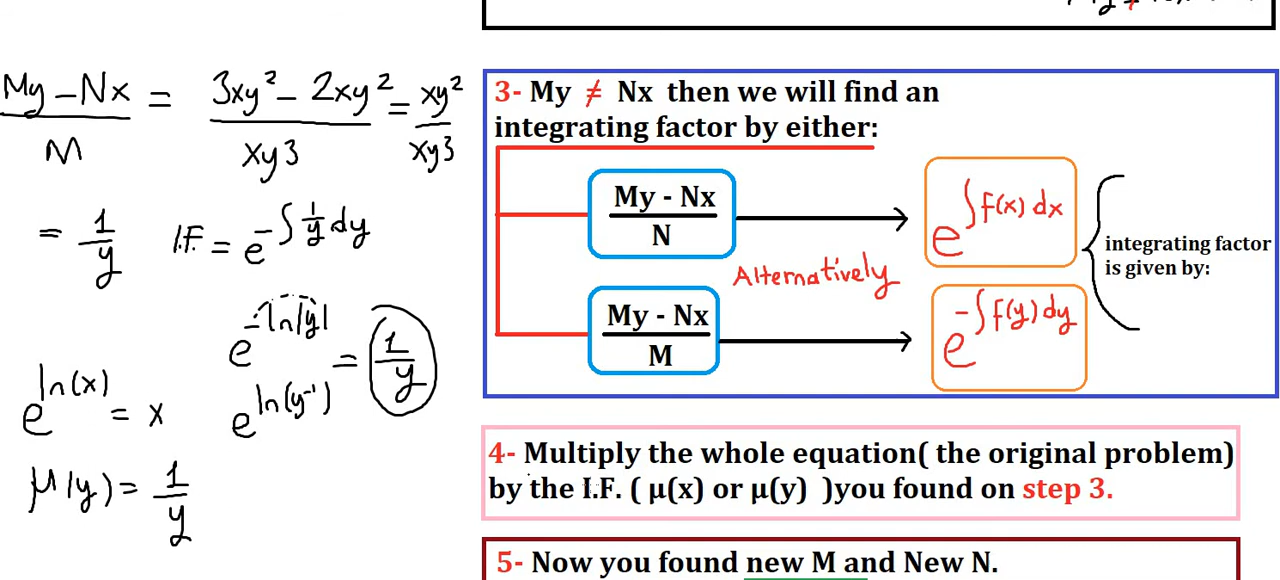 My - Nx / M = 3xy² - 2xy² / xy3 = xy² / xy3
= 1/y I.F = e^-∫ 1/y dy
e^-ln|y|
e^ln(y⁻¹) = 1/y
e^ln(x) = x
μ(y) = 1/y
3- My ≠ Nx then we will find an
integrating factor by either:
My - Nx
N
e^∫ f(x) dx
Alternatively
My - Nx
M
e^-∫ f(y) dy
integrating factor
is given by:
4- Multiply the whole equation( the original problem)
by the I.F. ( μ(x) or μ(y) )you found on step 3.
5- Now you found new M and New N.